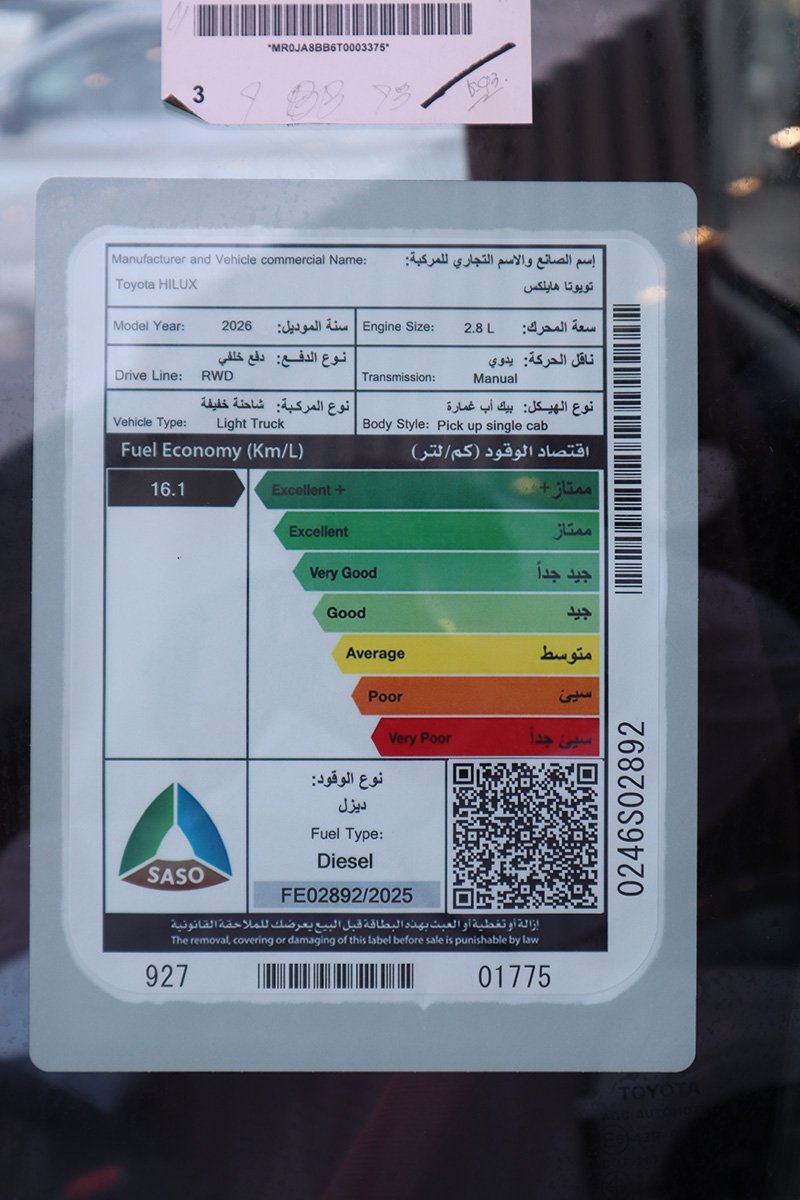 *MR0JA8BB6T0003375*
3
Manufacturer and Vehicle commercial Name: إسم الصانع والاسم التجاري للمركبة:
Toyota HILUX تويوتا هايلكس
Model Year: 2026 سنة الموديل:
Engine Size: 2.8 L سعة المحرك:
نوع الدفع: دفع خلفي
Drive Line: RWD
ناقل الحركة: يدوي
Transmission: Manual
نوع المركبة: شاحنة خفيفة
Vehicle Type: Light Truck
نوع الهيكل: بيك أب غمارة
Body Style: Pick up single cab
Fuel Economy (Km/L) اقتصاد الوقود (كم/لتر)
16.1
Excellent + ممتاز+
Excellent ممتاز
Very Good جيد جداً
Good جيد
Average متوسط
Poor سيئ
Very Poor سيئ جداً
SASO
نوع الوقود:
ديزل
Fuel Type:
Diesel
FE02892/2025
إزالة أو تغطية أو العبث بهذه البطاقة قبل البيع يعرضك للملاحقة القانونية
The removal, covering or damaging of this label before sale is punishable by law
927 01775
0246S02892
TOYOTA